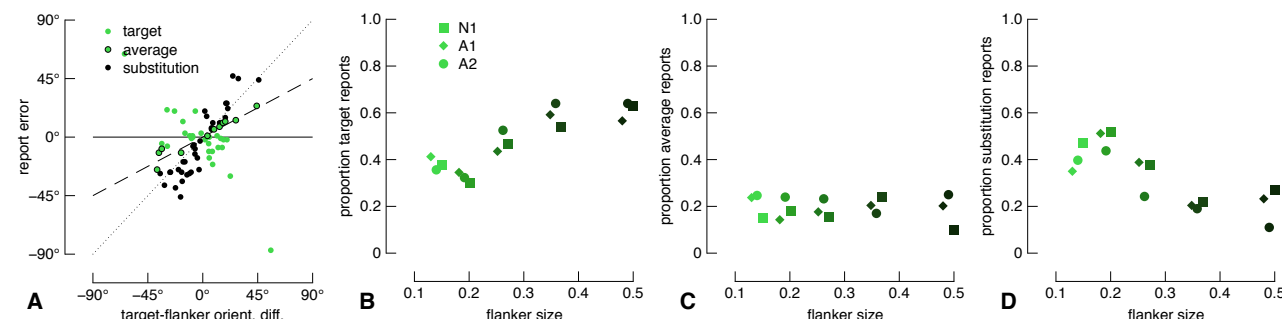 target
average
substitution
report error
90°
45°
0°
−45°
−90°
−90°
−45°
0°
45°
90°
target-flanker orient. diff.
A
N1
A1
A2
proportion target reports
1.0
0.8
0.6
0.4
0.2
0
0.1
0.2
0.3
0.4
0.5
flanker size
B
proportion average reports
1.0
0.8
0.6
0.4
0.2
0
0.1
0.2
0.3
0.4
0.5
flanker size
C
proportion substitution reports
1.0
0.8
0.6
0.4
0.2
0
0.1
0.2
0.3
0.4
0.5
flanker size
D